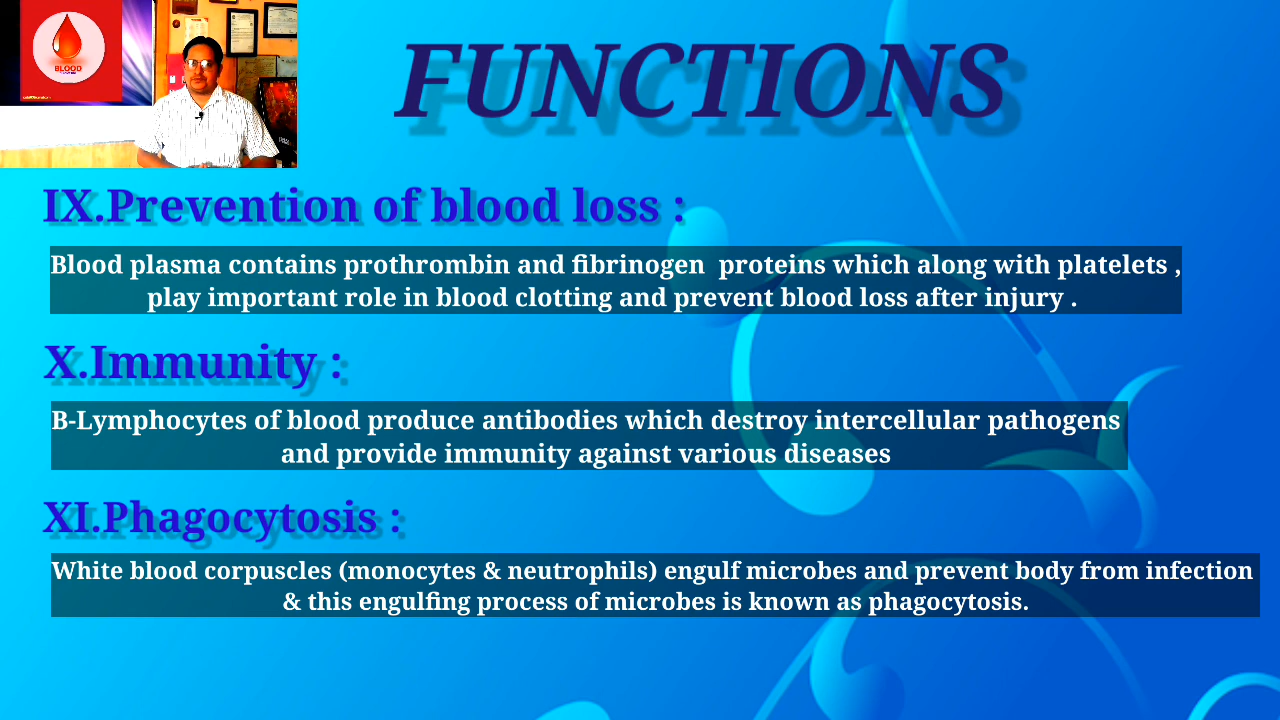 BLOOD
FUNCTIONS
IX.Prevention of blood loss :
Blood plasma contains prothrombin and fibrinogen proteins which along with platelets ,
play important role in blood clotting and prevent blood loss after injury .
X.Immunity :
B-Lymphocytes of blood produce antibodies which destroy intercellular pathogens
and provide immunity against various diseases
XI.Phagocytosis :
White blood corpuscles (monocytes & neutrophils) engulf microbes and prevent body from infection
& this engulfing process of microbes is known as phagocytosis.